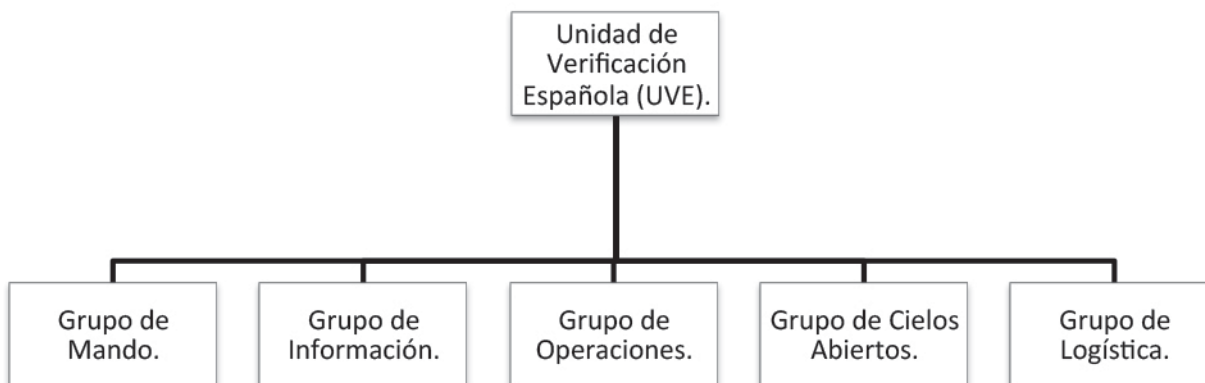 Unidad de
Verificación
Española (UVE).
Grupo de
Mando.
Grupo de
Información.
Grupo de
Operaciones.
Grupo de Cielos
Abiertos.
Grupo de
Logística.